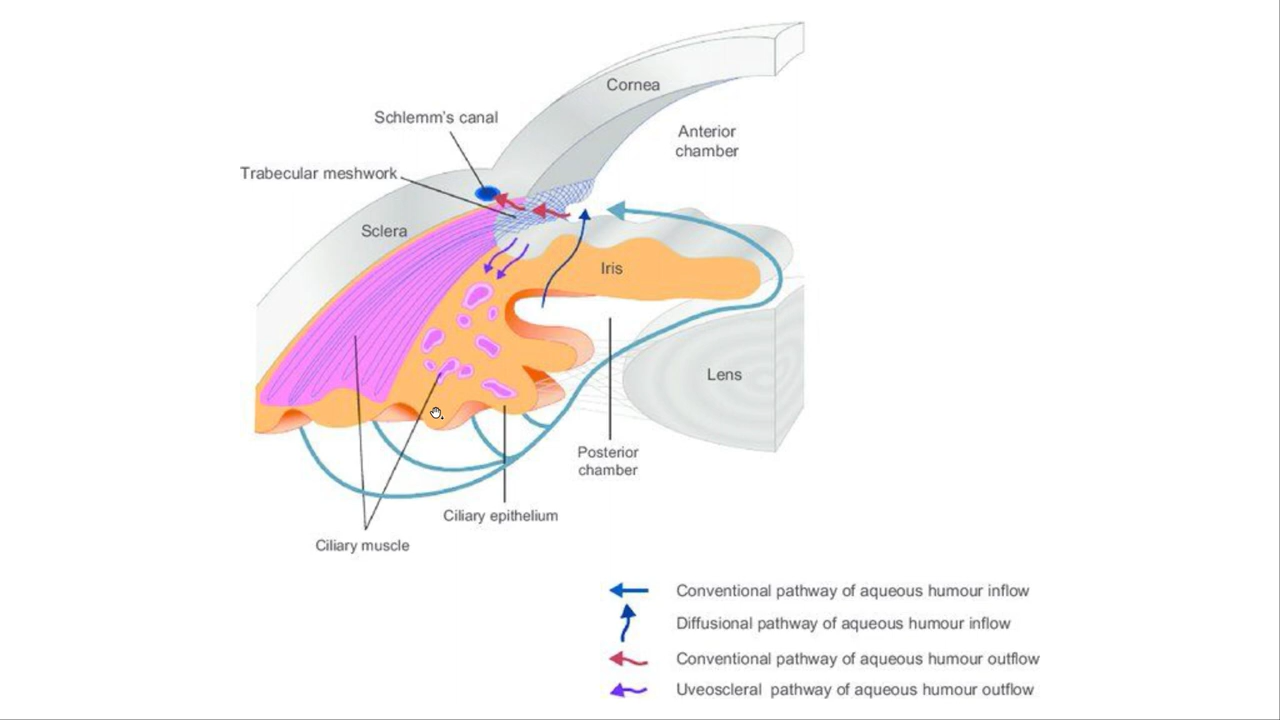 Cornea
Schlemm's canal
Anterior
chamber
Trabecular meshwork
Sclera
Iris
Lens
Posterior
chamber
Ciliary epithelium
Ciliary muscle
Conventional pathway of aqueous humour inflow
Diffusional pathway of aqueous humour inflow
Conventional pathway of aqueous humour outflow
Uveoscleral pathway of aqueous humour outflow